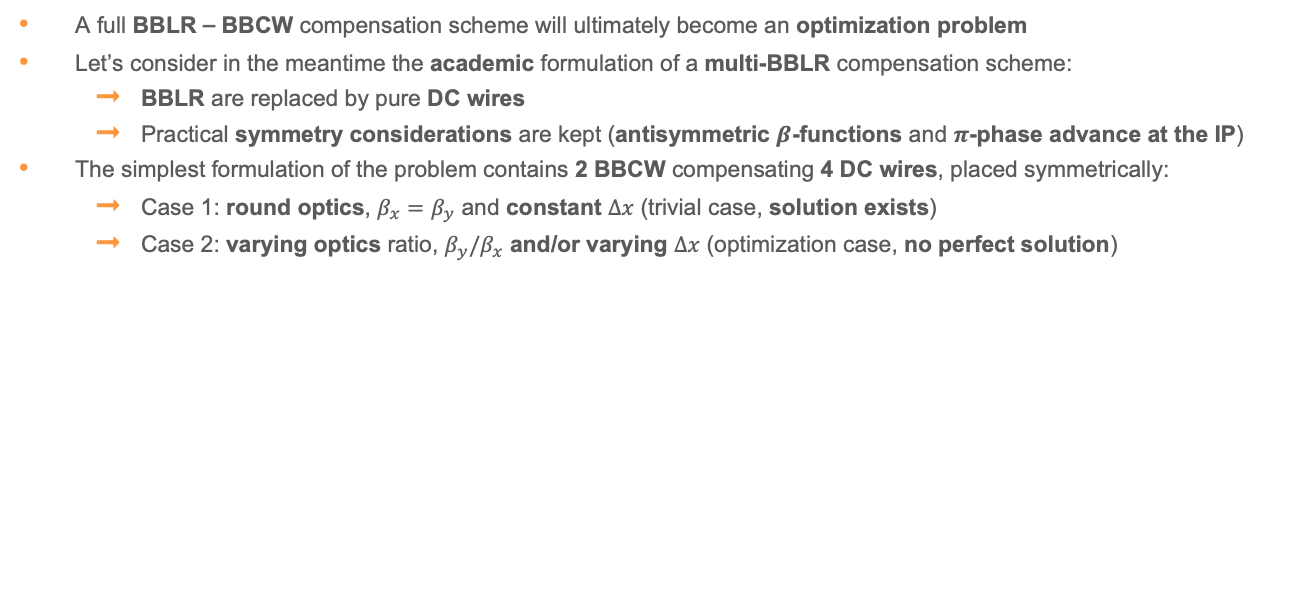 • A full BBLR – BBCW compensation scheme will ultimately become an optimization problem
• Let’s consider in the meantime the academic formulation of a multi-BBLR compensation scheme:
→ BBLR are replaced by pure DC wires
→ Practical symmetry considerations are kept (antisymmetric β-functions and π-phase advance at the IP)
• The simplest formulation of the problem contains 2 BBCW compensating 4 DC wires, placed symmetrically:
→ Case 1: round optics, βx = βy and constant Δx (trivial case, solution exists)
→ Case 2: varying optics ratio, βy/βx and/or varying Δx (optimization case, no perfect solution)